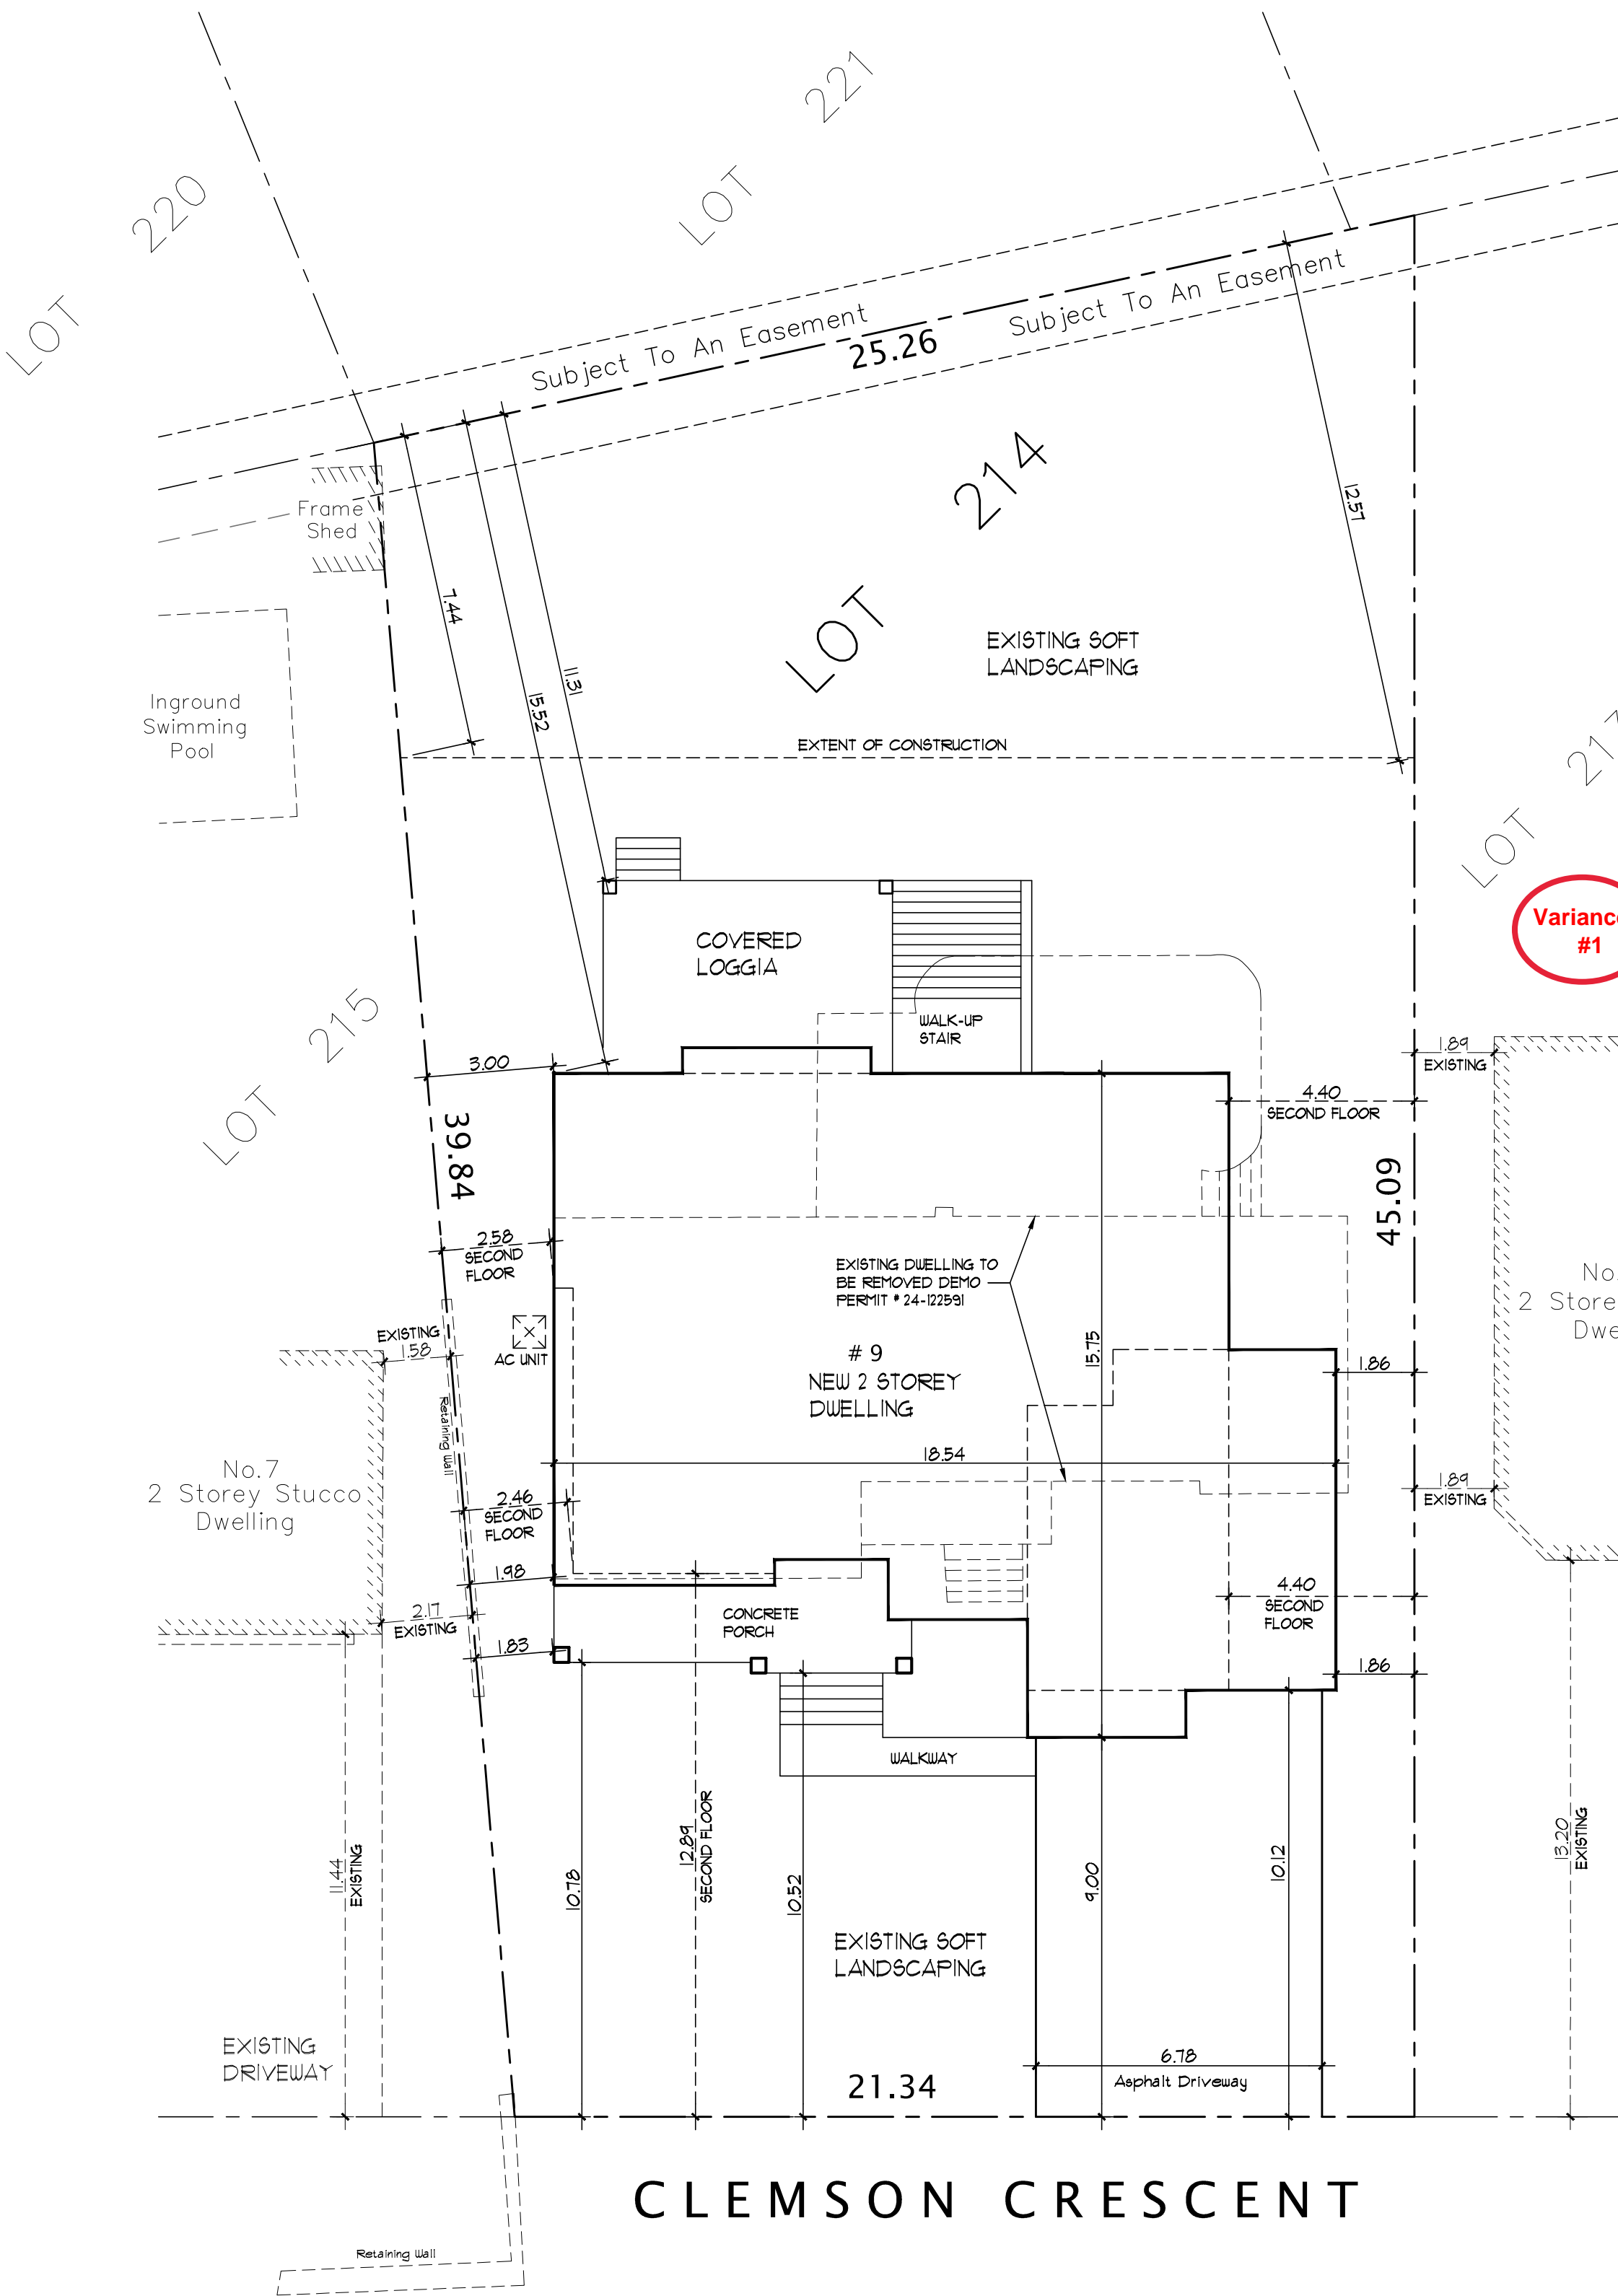 LOT 220
LOT 221
Subject To An Easement
Subject To An Easement
25.26
LOT 214
Frame
Shed
7.44
15.52
11.31
12.57
Inground
Swimming
Pool
EXISTING SOFT
LANDSCAPING
EXTENT OF CONSTRUCTION
LOT
#1
COVERED
LOGGIA
WALK-UP
STAIR
LOT 215
3.00
39.84
1.89
EXISTING
4.40
SECOND FLOOR
45.09
2.58
SECOND
FLOOR
EXISTING DWELLING TO
BE REMOVED DEMO
PERMIT # 24-122591
No.
2
EXISTING
1.58
AC UNIT
Retaining Wall
# 9
NEW 2 STOREY
DWELLING
15.75
1.86
18.54
No.7
2 Storey Stucco
Dwelling
2.46
SECOND
FLOOR
1.89
EXISTING
1.98
2.17
EXISTING
1.83
CONCRETE
PORCH
4.40
SECOND
FLOOR
1.86
WALKWAY
11.44
EXISTING
10.78
12.89
SECOND FLOOR
10.52
9.00
10.12
13.20
EXISTING
EXISTING SOFT
LANDSCAPING
EXISTING
DRIVEWAY
6.78
Asphalt Driveway
21.34
CLEMSON CRESCENT
Retaining Wall